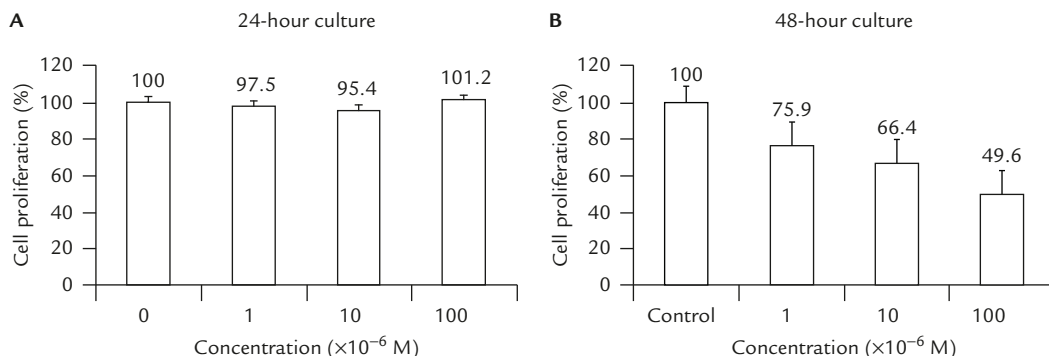 A 24-hour culture
Cell proliferation (%)
120
100
80
60
40
20
0
100
97.5
95.4
101.2
0 1 10 100
Concentration (×10⁻⁶ M)
B 48-hour culture
Cell proliferation (%)
120
100
80
60
40
20
0
100
75.9
66.4
49.6
Control 1 10 100
Concentration (×10⁻⁶ M)